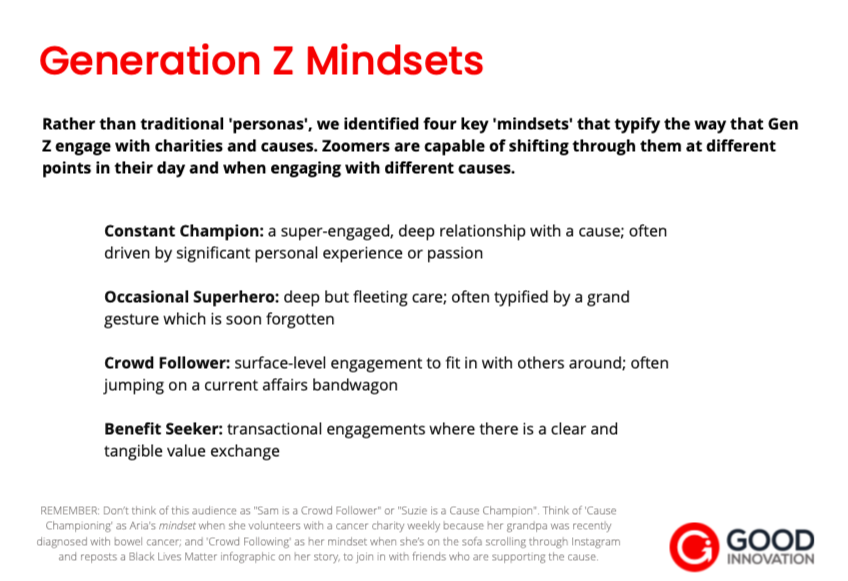 Generation Z Mindsets
Rather than traditional 'personas', we identified four key 'mindsets' that typify the way that Gen
Z engage with charities and causes. Zoomers are capable of shifting through them at different
points in their day and when engaging with different causes.
Constant Champion: a super-engaged, deep relationship with a cause; often
driven by significant personal experience or passion
Occasional Superhero: deep but fleeting care; often typified by a grand
gesture which is soon forgotten
Crowd Follower: surface-level engagement to fit in with others around; often
jumping on a current affairs bandwagon
Benefit Seeker: transactional engagements where there is a clear and
tangible value exchange
REMEMBER: Don't think of this audience as "Sam is a Crowd Follower" or "Suzie is a Cause Champion". Think of 'Cause
Championing' as Aria's mindset when she volunteers with a cancer charity weekly because her grandpa was recently
diagnosed with bowel cancer; and 'Crowd Following' as her mindset when she's on the sofa scrolling through Instagram
and reposts a Black Lives Matter infographic on her story, to join in with friends who are supporting the cause.
GOOD
INNOVATION